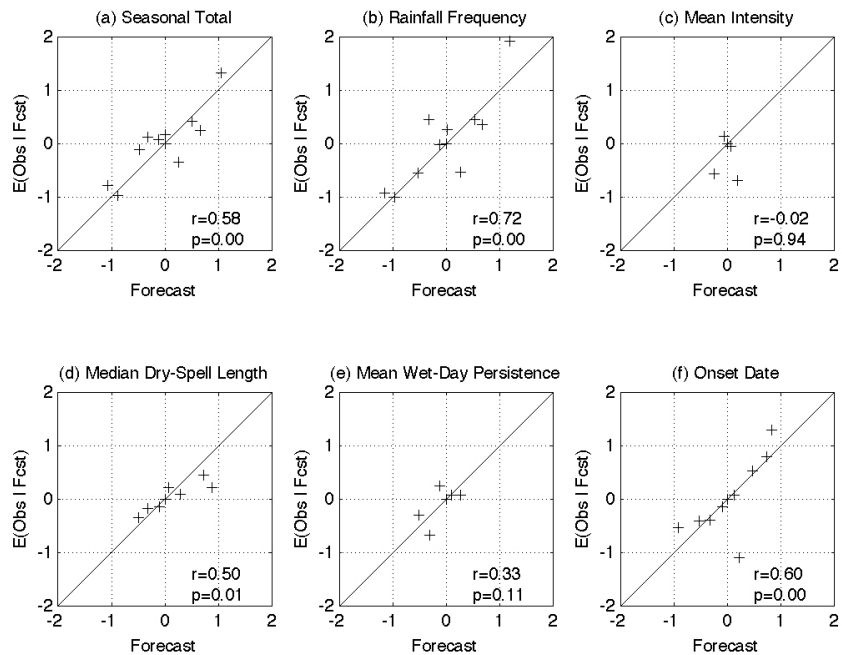 (a) Seasonal Total
2
1
0
-1
-2
E(Obs | Fcst)
r=0.58
p=0.00
-2 -1 0 1 2
Forecast
(b) Rainfall Frequency
2
1
0
-1
-2
E(Obs | Fcst)
r=0.72
p=0.00
-2 -1 0 1 2
Forecast
(c) Mean Intensity
2
1
0
-1
-2
E(Obs | Fcst)
r=-0.02
p=0.94
-2 -1 0 1 2
Forecast
(d) Median Dry-Spell Length
2
1
0
-1
-2
E(Obs | Fcst)
r=0.50
p=0.01
-2 -1 0 1 2
Forecast
(e) Mean Wet-Day Persistence
2
1
0
-1
-2
E(Obs | Fcst)
r=0.33
p=0.11
-2 -1 0 1 2
Forecast
(f) Onset Date
2
1
0
-1
-2
E(Obs | Fcst)
r=0.60
p=0.00
-2 -1 0 1 2
Forecast